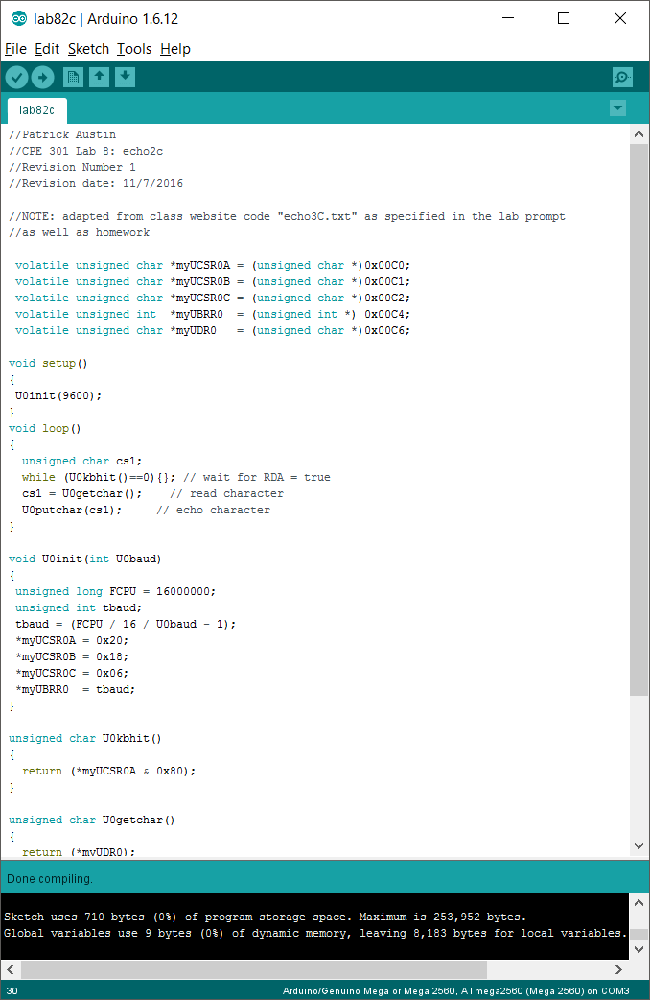 lab82c | Arduino 1.6.12
File Edit Sketch Tools Help
lab82c
//Patrick Austin
//CPE 301 Lab 8: echo2c
//Revision Number 1
//Revision date: 11/7/2016
//NOTE: adapted from class website code "echo3C.txt" as specified in the lab prompt
//as well as homework
volatile unsigned char *myUCSR0A = (unsigned char *)0x00C0;
volatile unsigned char *myUCSR0B = (unsigned char *)0x00C1;
volatile unsigned char *myUCSR0C = (unsigned char *)0x00C2;
volatile unsigned int  *myUBRR0  = (unsigned int *) 0x00C4;
volatile unsigned char *myUDR0   = (unsigned char *)0x00C6;
void setup()
{
U0init(9600);
}
void loop()
{
unsigned char cs1;
while (U0kbhit()==0){}; // wait for RDA = true
cs1 = U0getchar();    // read character
U0putchar(cs1);     // echo character
}
void U0init(int U0baud)
{
unsigned long FCPU = 16000000;
unsigned int tbaud;
tbaud = (FCPU / 16 / U0baud - 1);
*myUCSR0A = 0x20;
*myUCSR0B = 0x18;
*myUCSR0C = 0x06;
*myUBRR0  = tbaud;
}
unsigned char U0kbhit()
{
return (*myUCSR0A & 0x80);
}
unsigned char U0getchar()
{
return (*myUDR0);
Done compiling.
Sketch uses 710 bytes (0%) of program storage space. Maximum is 253,952 bytes.
Global variables use 9 bytes (0%) of dynamic memory, leaving 8,183 bytes for local variables.
30 Arduino/Genuino Mega or Mega 2560, ATmega2560 (Mega 2560) on COM3